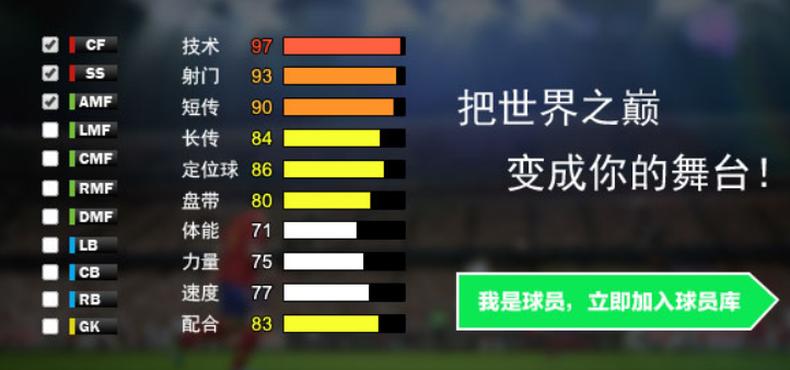 CF
SS
AMF
LMF
CMF
RMF
DMF
LB
CB
RB
GK
技术 97
射门 93
短传 90
长传 84
定位球 86
盘带 80
体能 71
力量 75
速度 77
配合 83
把世界之巅
变成你的舞台！
我是球员，立即加入球员库